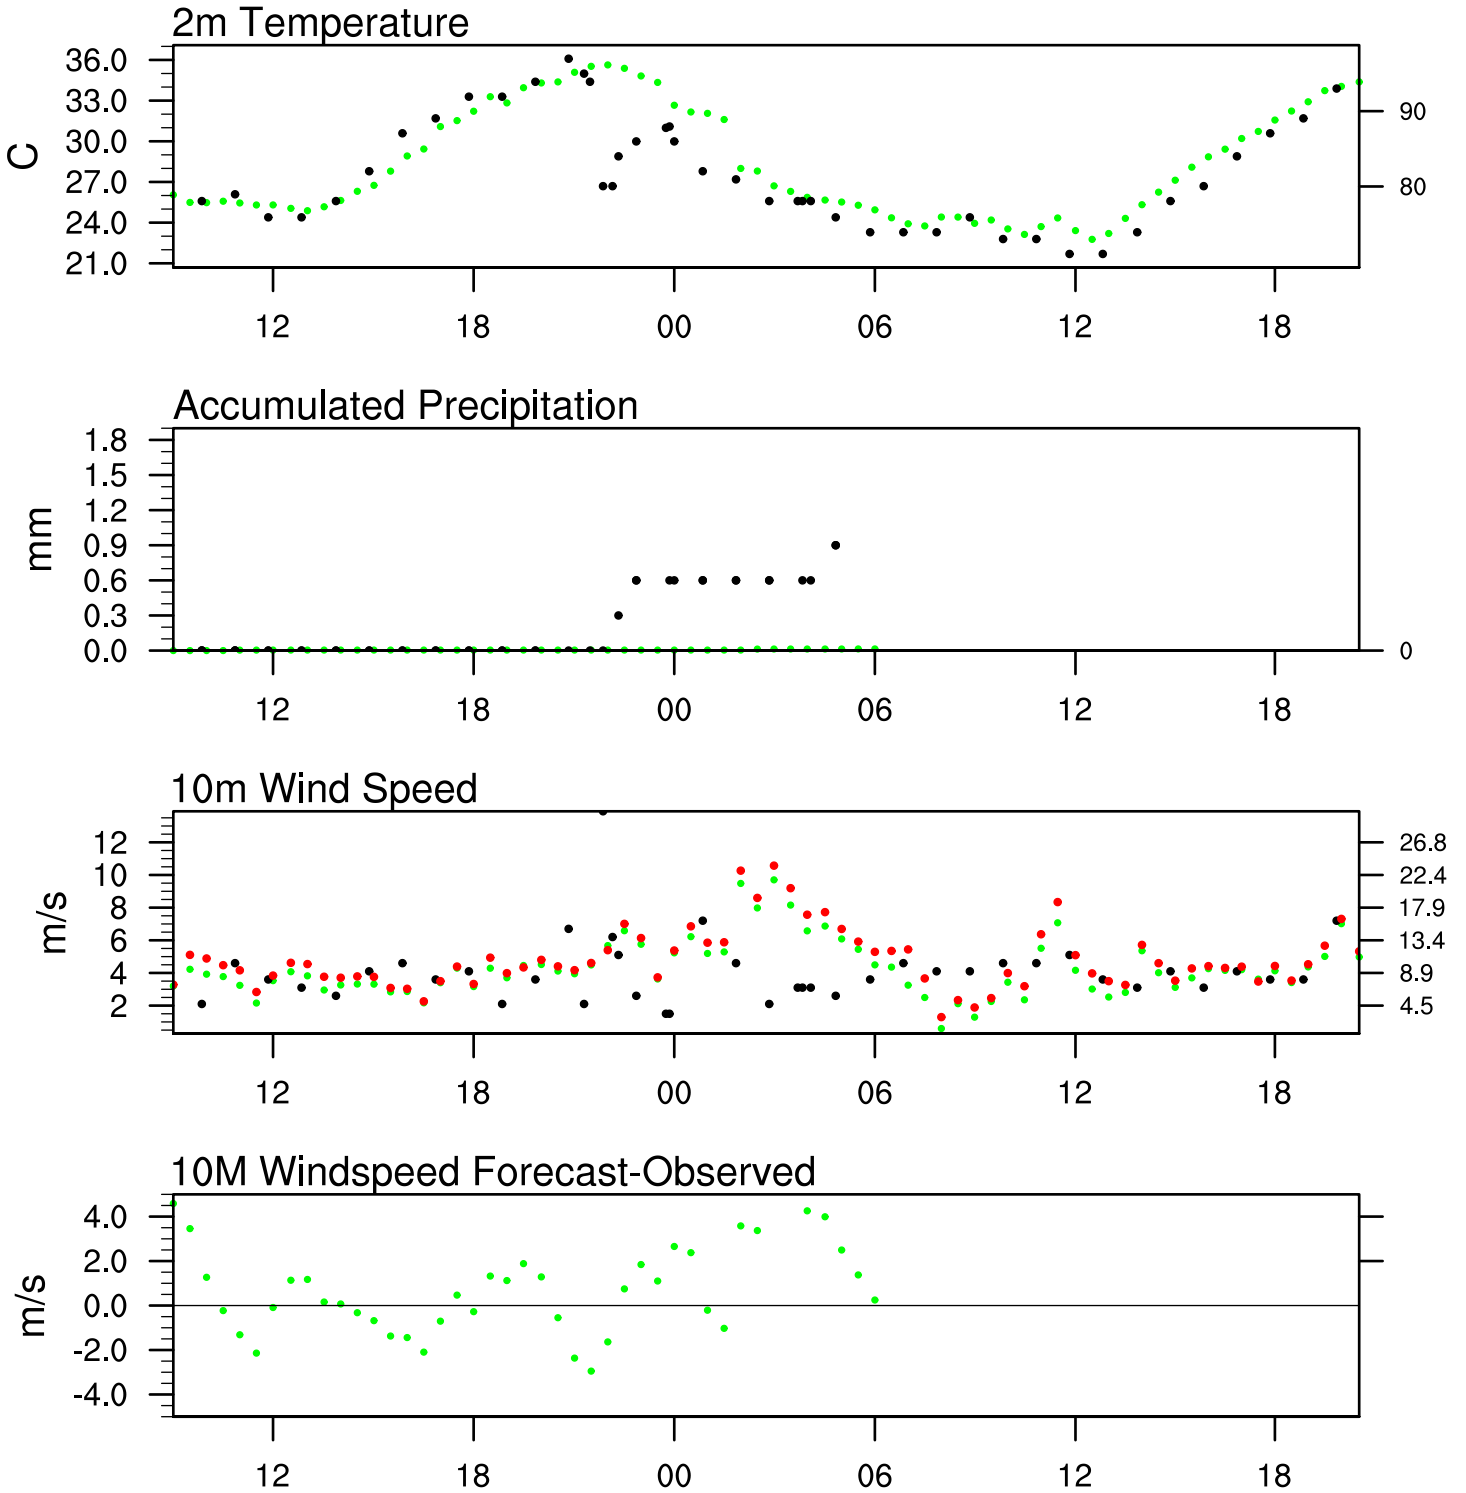 2m Temperature
36.0
33.0
30.0
27.0
24.0
21.0
C
90
80
12 18 00 06 12 18
Accumulated Precipitation
1.8
1.5
1.2
0.9
0.6
0.3
0.0
mm
0
12 18 00 06 12 18
10m Wind Speed
12
10
8
6
4
2
m/s
26.8
22.4
17.9
13.4
8.9
4.5
12 18 00 06 12 18
10M Windspeed Forecast-Observed
4.0
2.0
0.0
-2.0
-4.0
m/s
12 18 00 06 12 18